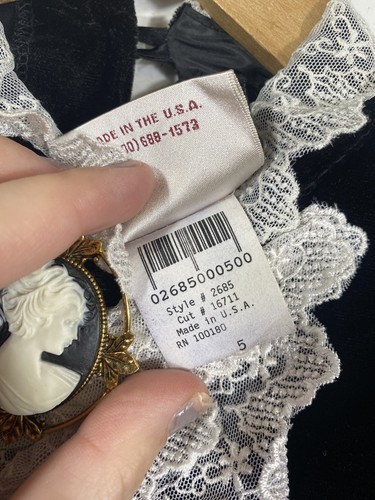 MADE IN THE U.S.A.
00) 688-1573
02685000500
Style # 2685
Cut # 16711
Made in U.S.A.
RN 100180
5